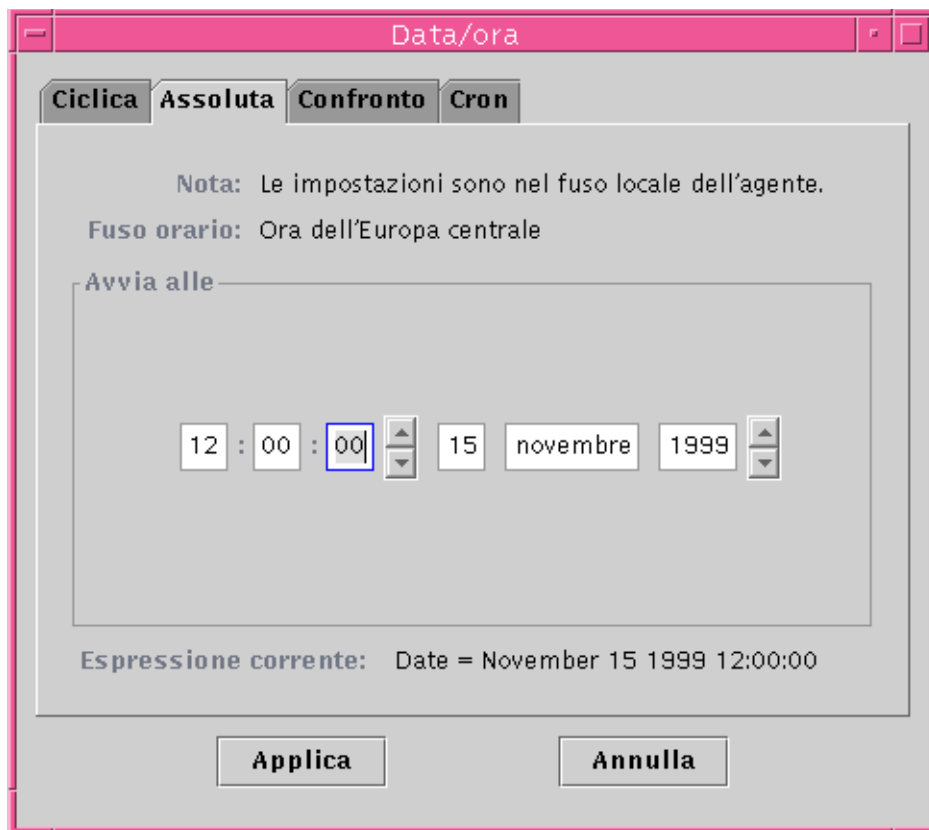 Data/ora
Ciclica Assoluta Confronto Cron
Nota: Le impostazioni sono nel fuso locale dell'agente.
Fuso orario: Ora dell'Europa centrale
Avvia alle
12 : 00 : 00 15 novembre 1999
Espressione corrente: Date = November 15 1999 12:00:00
Applica Annulla